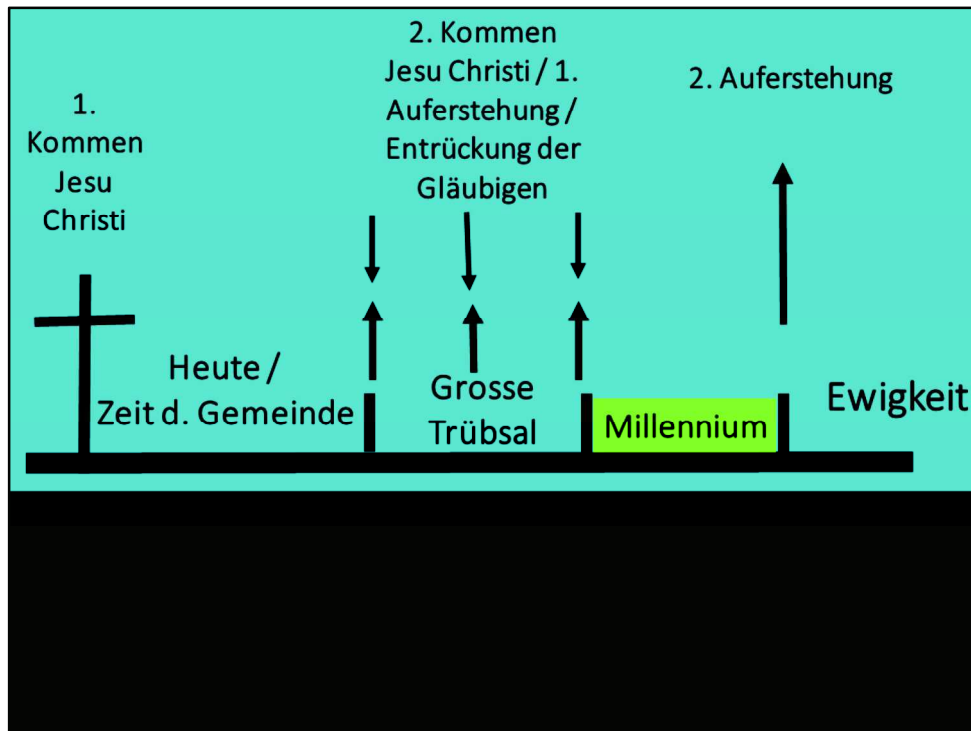 1.
Kommen
Jesu
Christi
2. Kommen
Jesu Christi / 1.
Auferstehung /
Entrückung der
Gläubigen
2. Auferstehung
Heute /
Zeit d. Gemeinde
Grosse
Trübsal
Millennium
Ewigkeit